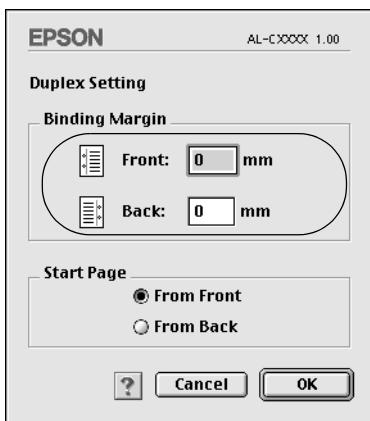 EPSON AL-CXXXX 1.00
Duplex Setting
Binding Margin
Front: 0 mm
Back: 0 mm
Start Page
From Front
From Back
? Cancel OK